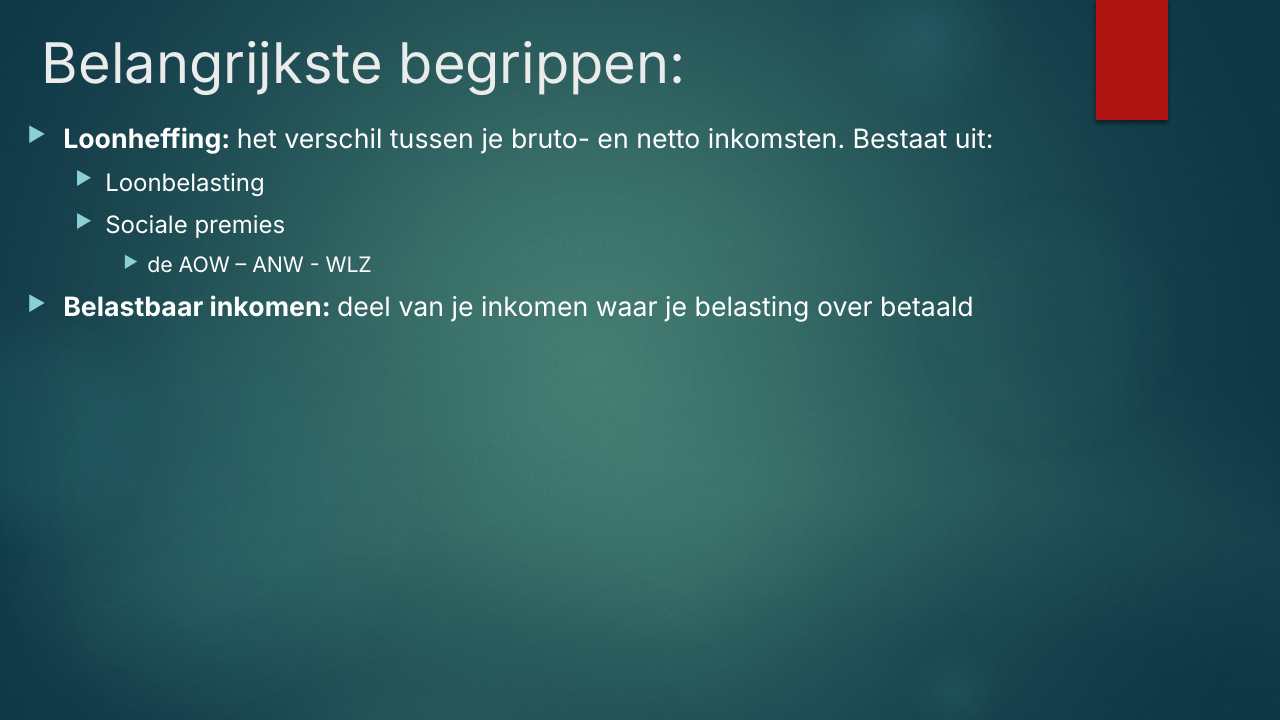 Belangrijkste begrippen:
Loonheffing: het verschil tussen je bruto- en netto inkomsten. Bestaat uit:
Loonbelasting
Sociale premies
de AOW – ANW - WLZ
Belastbaar inkomen: deel van je inkomen waar je belasting over betaald